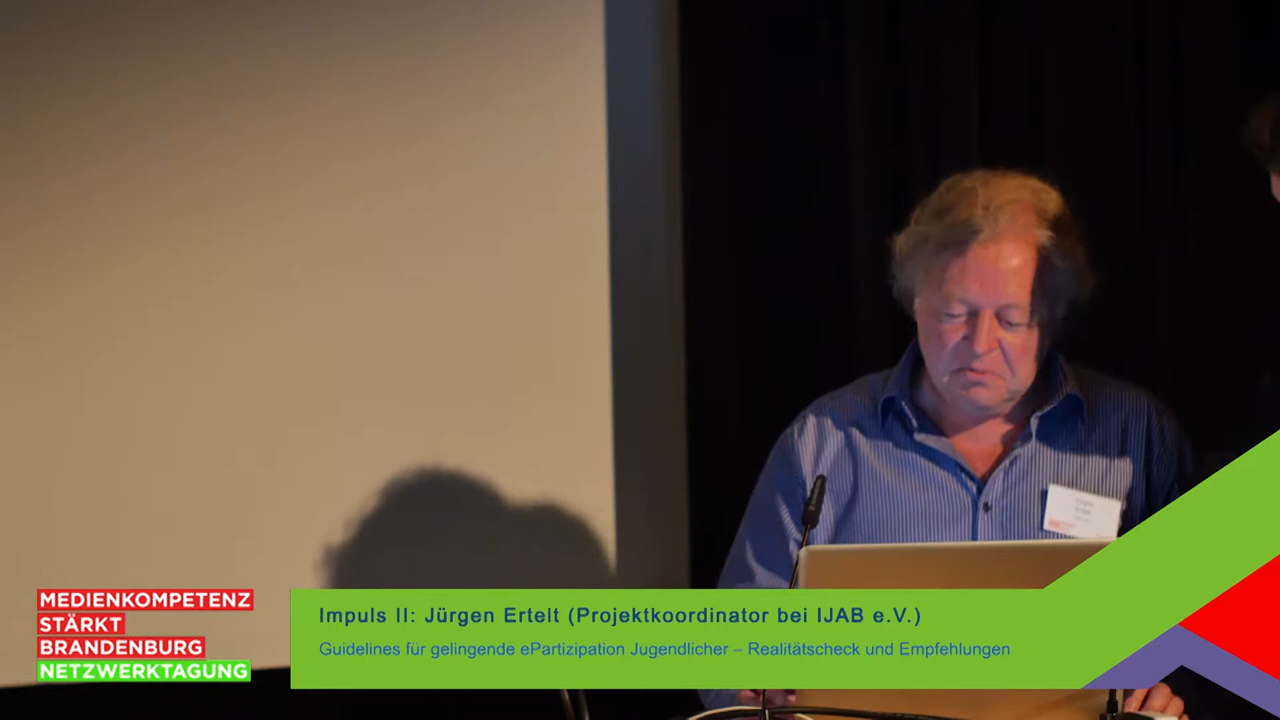 Impuls II: Jürgen Ertelt (Projektkoordinator bei IJAB e.V.)
Guidelines für gelingende ePartizipation Jugendlicher – Realitätscheck und Empfehlungen
MEDIENKOMPETENZ
STÄRKT
BRANDENBURG
NETZWERKTAGUNG